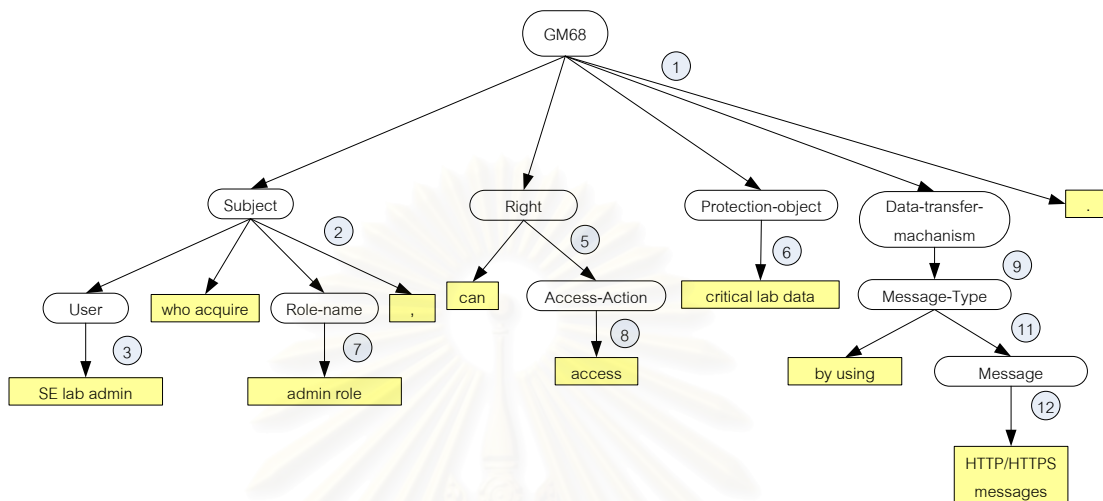 GM68
1
Subject
Right
Protection-object
Data-transfer-
machanism
.
2
5
6
9
User
who acquire
Role-name
,
can
Access-Action
critical lab data
Message-Type
3
7
8
11
SE lab admin
admin role
access
by using
Message
12
HTTP/HTTPS
messages